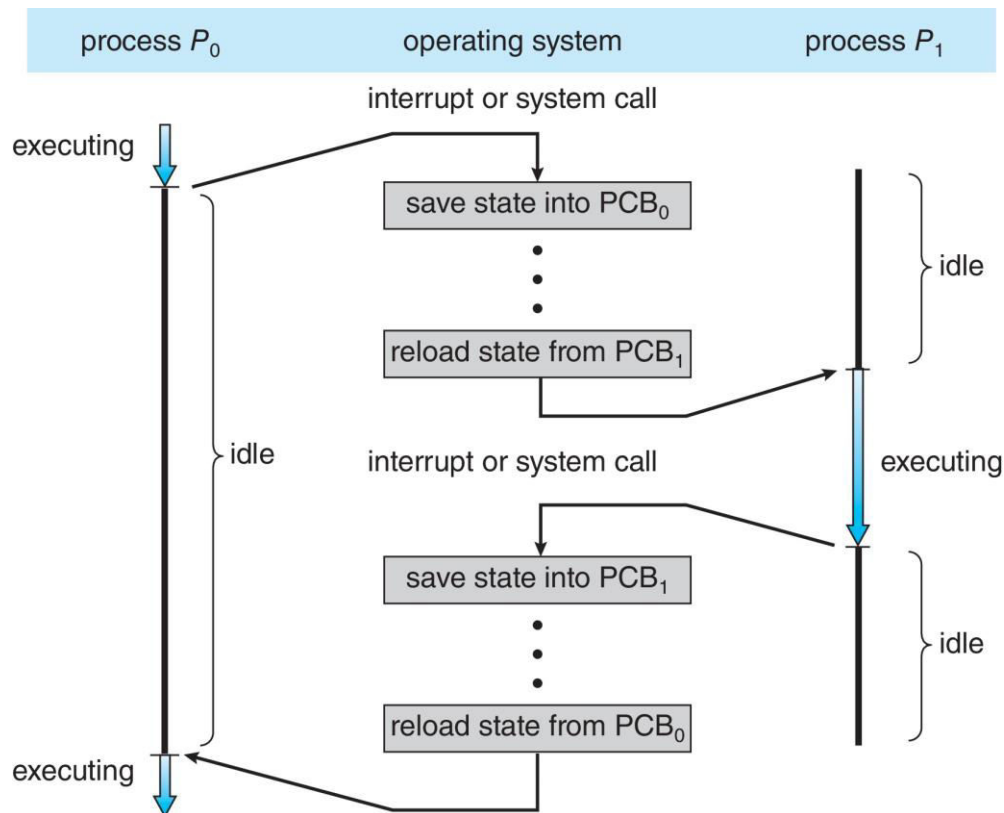 process P₀ operating system process P₁
interrupt or system call
executing
save state into PCB₀
idle
reload state from PCB₁
idle
interrupt or system call
executing
save state into PCB₁
idle
reload state from PCB₀
executing